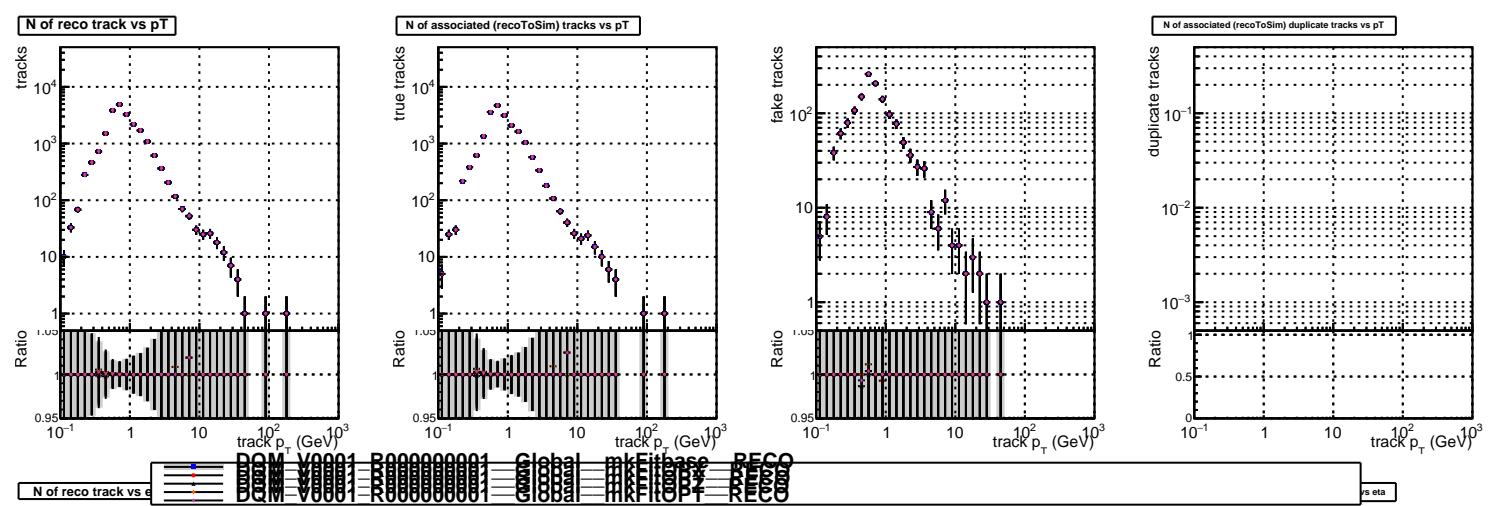 N of reco track vs pT
N of associated (recoToSim) tracks vs pT
N of associated (recoToSim) duplicate tracks vs pT
tracks
10⁴
10³
10²
10
1
Ratio
1.05
1
0.95
10⁻¹ 1 10 10² 10³
track p_T (GeV)
true tracks
10⁴
10³
10²
10
1
Ratio
1.05
1
0.95
10⁻¹ 1 10 10² 10³
track p_T (GeV)
fake tracks
10²
10
1
Ratio
1.05
1
0.95
10⁻¹ 1 10 10² 10³
track p_T (GeV)
duplicate tracks
10⁻¹
10⁻²
10⁻³
Ratio
1
0.5
0
10⁻¹ 1 10 10² 10³
track p_T (GeV)
DQM_V0001_R000000001__Global__mkFitbase__RECO
DQM_V0001_R000000001__Global__mkFitOPT__RECO
N of reco track vs e
vs eta